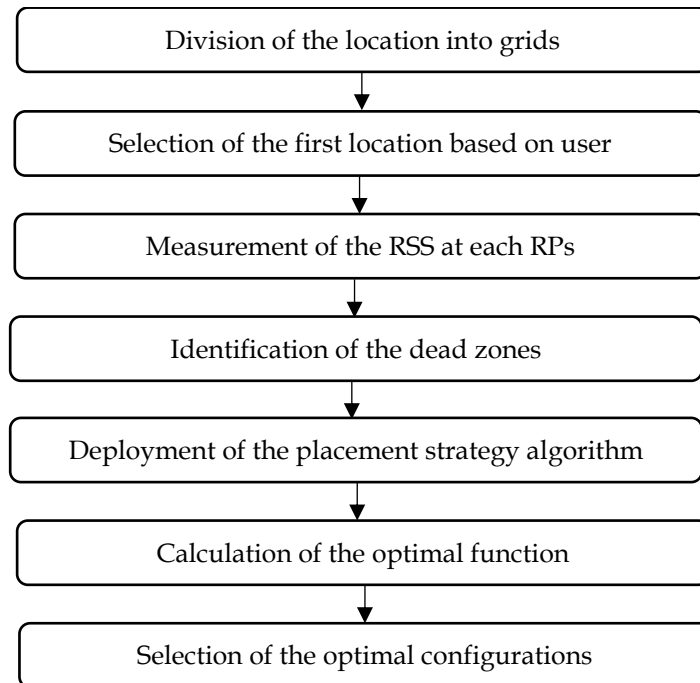 Division of the location into grids
Selection of the first location based on user
Measurement of the RSS at each RPs
Identification of the dead zones
Deployment of the placement strategy algorithm
Calculation of the optimal function
Selection of the optimal configurations